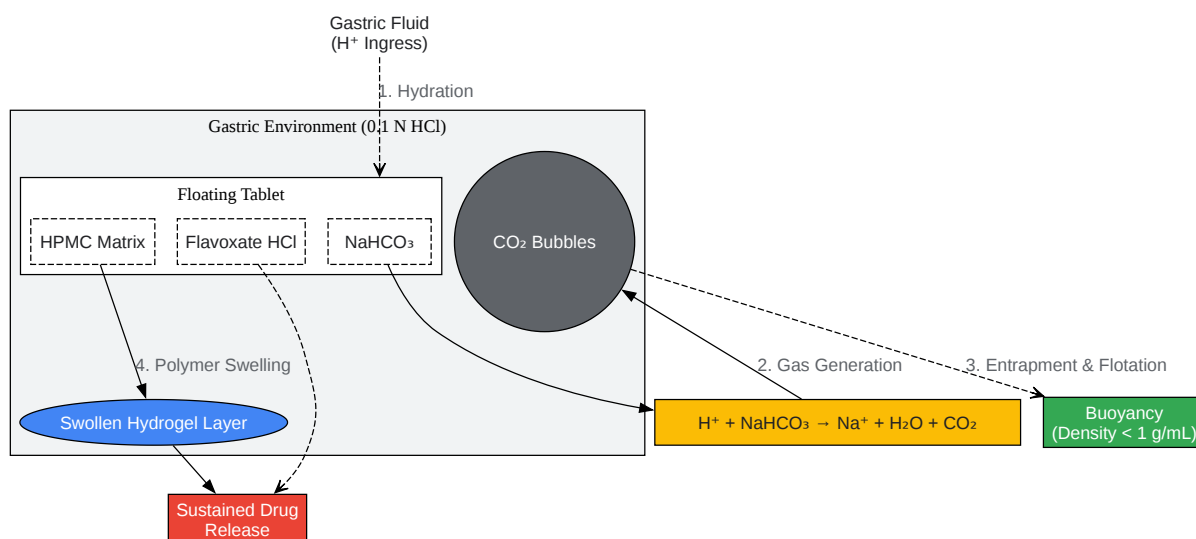 Gastric Fluid
(H⁺ Ingress)
1. Hydration
Gastric Environment (0.1 N HCl)
Floating Tablet
HPMC Matrix
Flavoxate HCl
NaHCO₃
CO₂ Bubbles
4. Polymer Swelling
2. Gas Generation
3. Entrapment & Flotation
Swollen Hydrogel Layer
H⁺ + NaHCO₃ → Na⁺ + H₂O + CO₂
Buoyancy
(Density < 1 g/mL)
Sustained Drug
Release